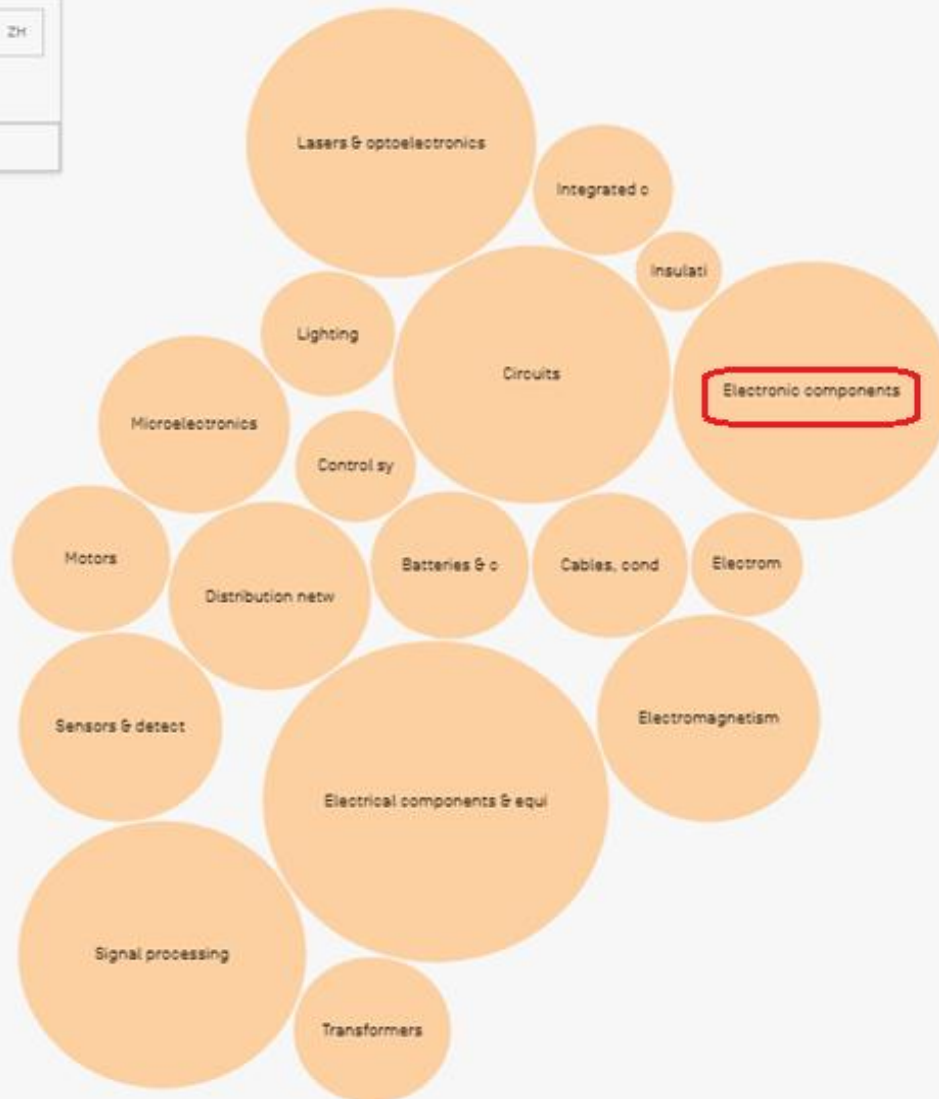 ZH
Lasers & optoelectronics
Integrated c
Insulati
Lighting
Circuits
Electronic components
Microelectronics
Control sy
Motors
Batteries & c
Cables, cond
Electrom
Distribution netw
Sensors & detect
Electromagnetism
Electrical components & equi
Signal processing
Transformers